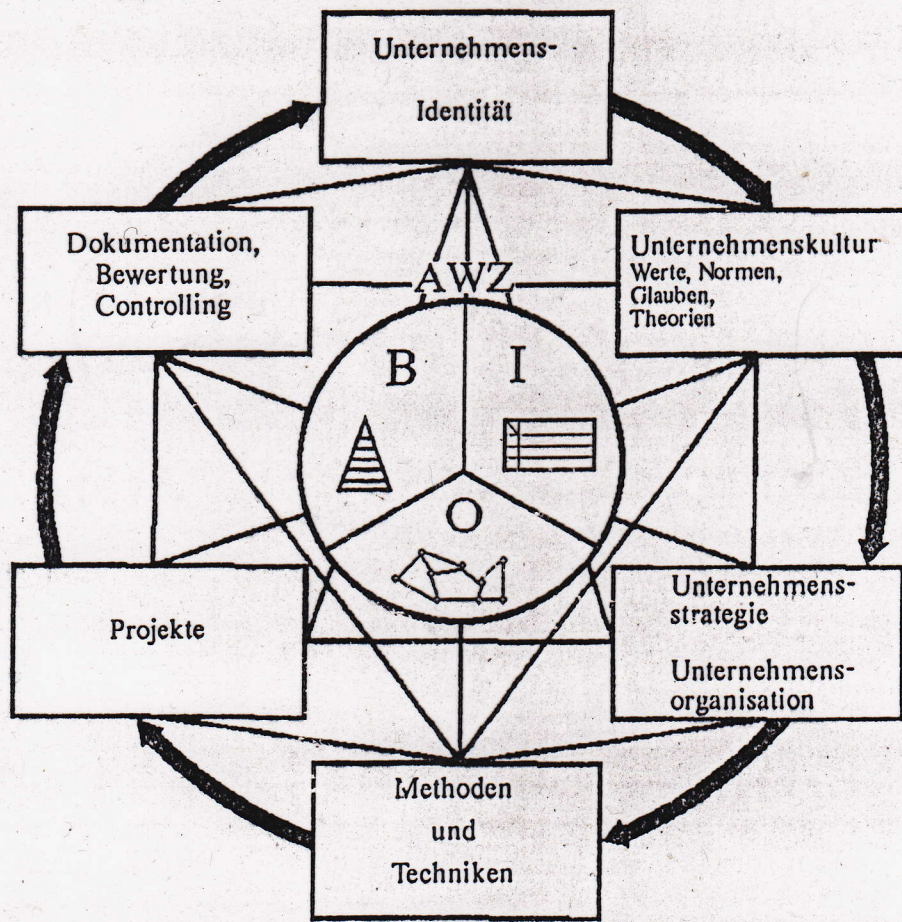 Unternehmens-
Identität
Dokumentation,
Bewertung,
Controlling
Unternehmenskultur
Werte, Normen,
Glauben,
Theorien
AWZ
B
I
O
Projekte
Unternehmens-
strategie
Unternehmens-
organisation
Methoden
und
Techniken